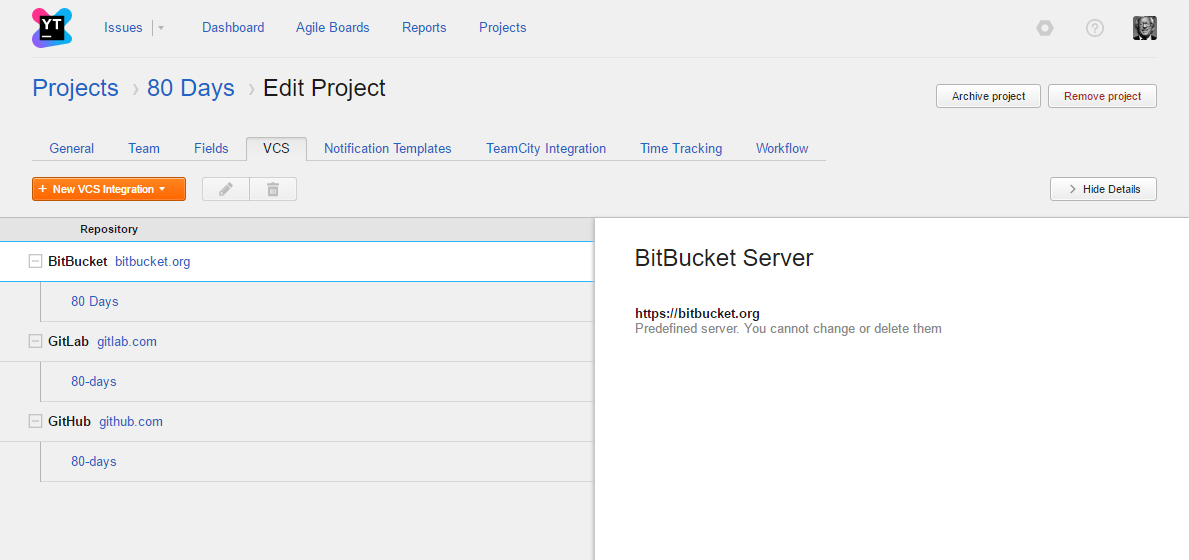 YT Issues Dashboard Agile Boards Reports Projects ?
Projects › 80 Days › Edit Project
Archive project Remove project
General Team Fields VCS Notification Templates TeamCity Integration Time Tracking Workflow
+ New VCS Integration Hide Details
Repository
BitBucket Server
BitBucket bitbucket.org
80 Days
https://bitbucket.org
Predefined server. You cannot change or delete them
GitLab gitlab.com
80-days
GitHub github.com
80-days